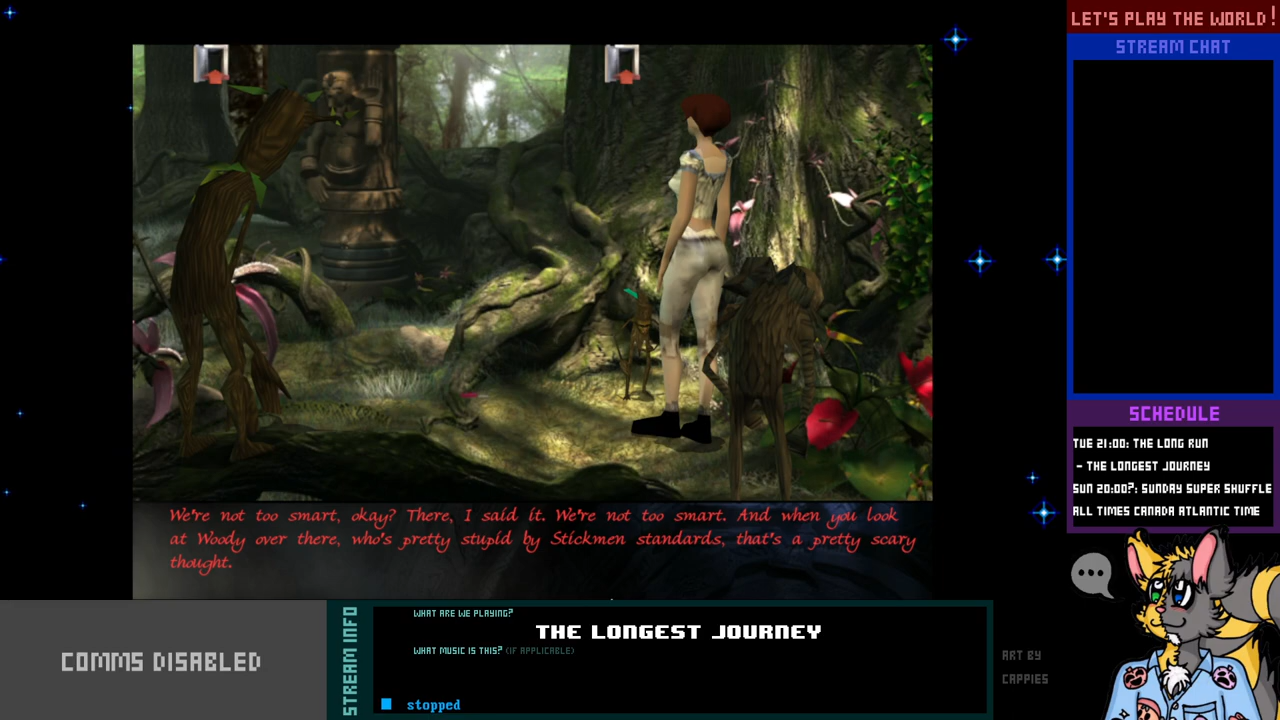 LET'S PLAY THE WORLD!
STREAM CHAT
We're not too smart, okay? There, I said it. We're not too smart. And when you look
at Woody over there, who's pretty stupid by Stickmen standards, that's a pretty scary
thought.
SCHEDULE
TUE 21:00: THE LONG RUN
- THE LONGEST JOURNEY
SUN 20:00?: SUNDAY SUPER SHUFFLE
ALL TIMES CANADA ATLANTIC TIME
COMMS DISABLED
STREAM INFO
WHAT ARE WE PLAYING?
THE LONGEST JOURNEY
WHAT MUSIC IS THIS? (IF APPLICABLE)
stopped
ART BY
CAPPIES